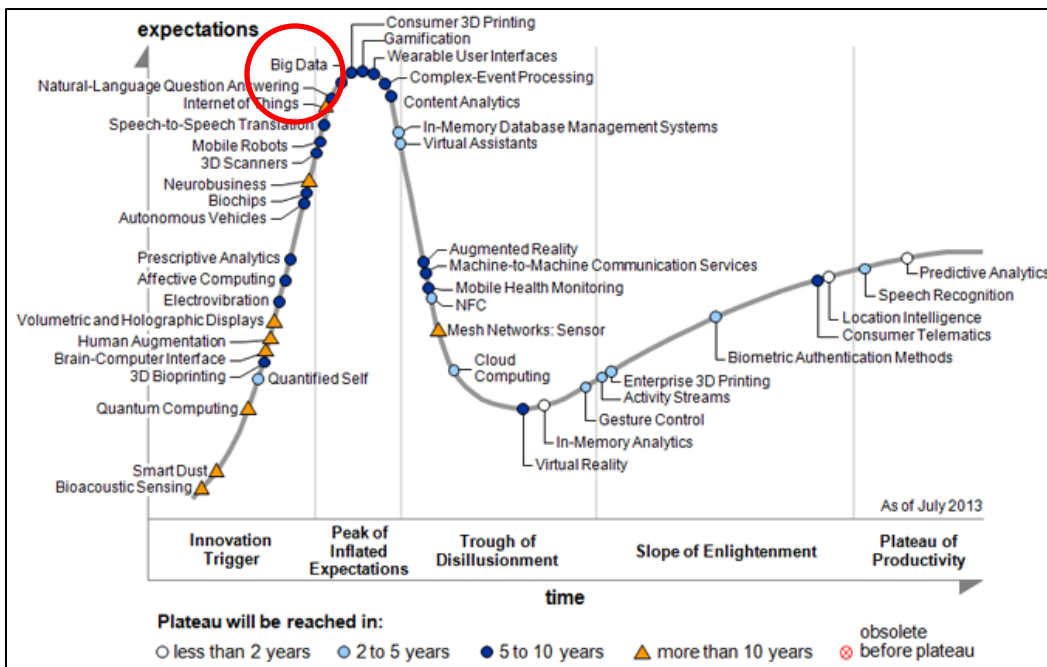 expectations
Consumer 3D Printing
Gamification
Wearable User Interfaces
Big Data
Complex-Event Processing
Natural-Language Question Answering
Content Analytics
Internet of Things
Speech-to-Speech Translation
In-Memory Database Management Systems
Mobile Robots
Virtual Assistants
3D Scanners
Neurobusiness
Biochips
Autonomous Vehicles
Augmented Reality
Prescriptive Analytics
Machine-to-Machine Communication Services
Affective Computing
Mobile Health Monitoring
Electrovibration
NFC
Volumetric and Holographic Displays
Mesh Networks: Sensor
Human Augmentation
Brain-Computer Interface
3D Bioprinting
Quantified Self
Cloud
Computing
Quantum Computing
Smart Dust
Bioacoustic Sensing
Predictive Analytics
Speech Recognition
Location Intelligence
Consumer Telematics
Biometric Authentication Methods
Enterprise 3D Printing
Activity Streams
Gesture Control
In-Memory Analytics
Virtual Reality
As of July 2013
Innovation
Trigger
Peak of
Inflated
Expectations
Trough of
Disillusionment
Slope of Enlightenment
Plateau of
Productivity
time
Plateau will be reached in:
less than 2 years
2 to 5 years
5 to 10 years
more than 10 years
obsolete
before plateau